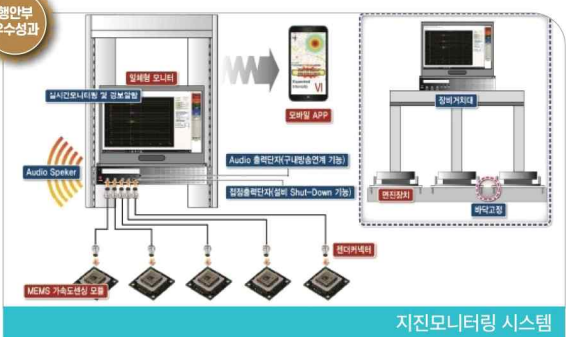 행안부
우수성과
일체형 모니터
실시간모니터링 및 경보알람
Audio Speker
Audio 출력단자(구내방송연계 기능)
접점출력단자(설비 Shut-Down 기능)
VI
모바일 APP
장비거치대
면진장치
바닥고정
센더커넥터
MEMS 가속도센싱 모듈
지진모니터링 시스템